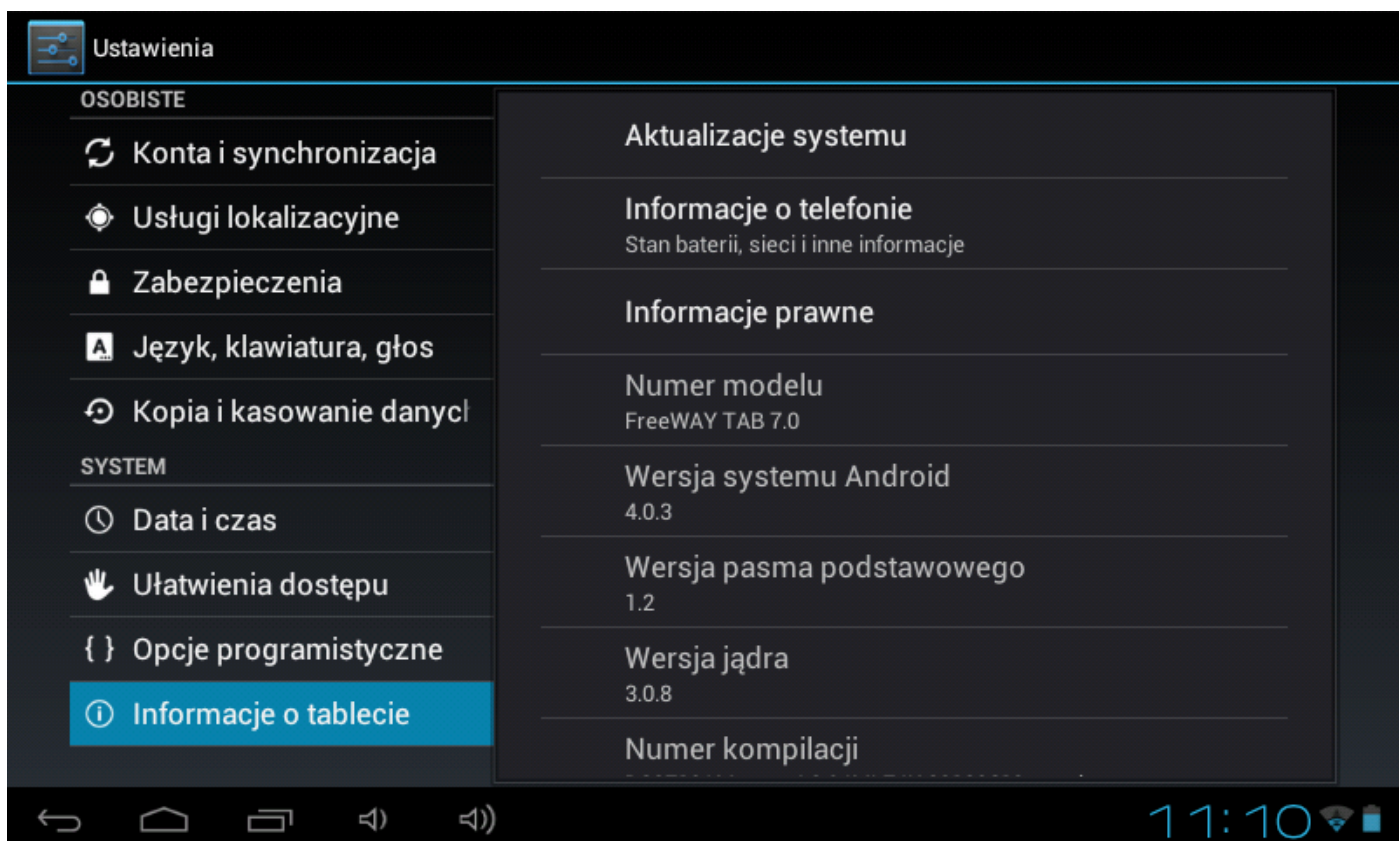 Ustawienia
OSOBISTE
Konta i synchronizacja
Usługi lokalizacyjne
Zabezpieczenia
Język, klawiatura, głos
Kopia i kasowanie danych
SYSTEM
Data i czas
Ułatwienia dostępu
{ } Opcje programistyczne
Informacje o tablecie
Aktualizacje systemu
Informacje o telefonie
Stan baterii, sieci i inne informacje
Informacje prawne
Numer modelu
FreeWAY TAB 7.0
Wersja systemu Android
4.0.3
Wersja pasma podstawowego
1.2
Wersja jądra
3.0.8
Numer kompilacji
11:10